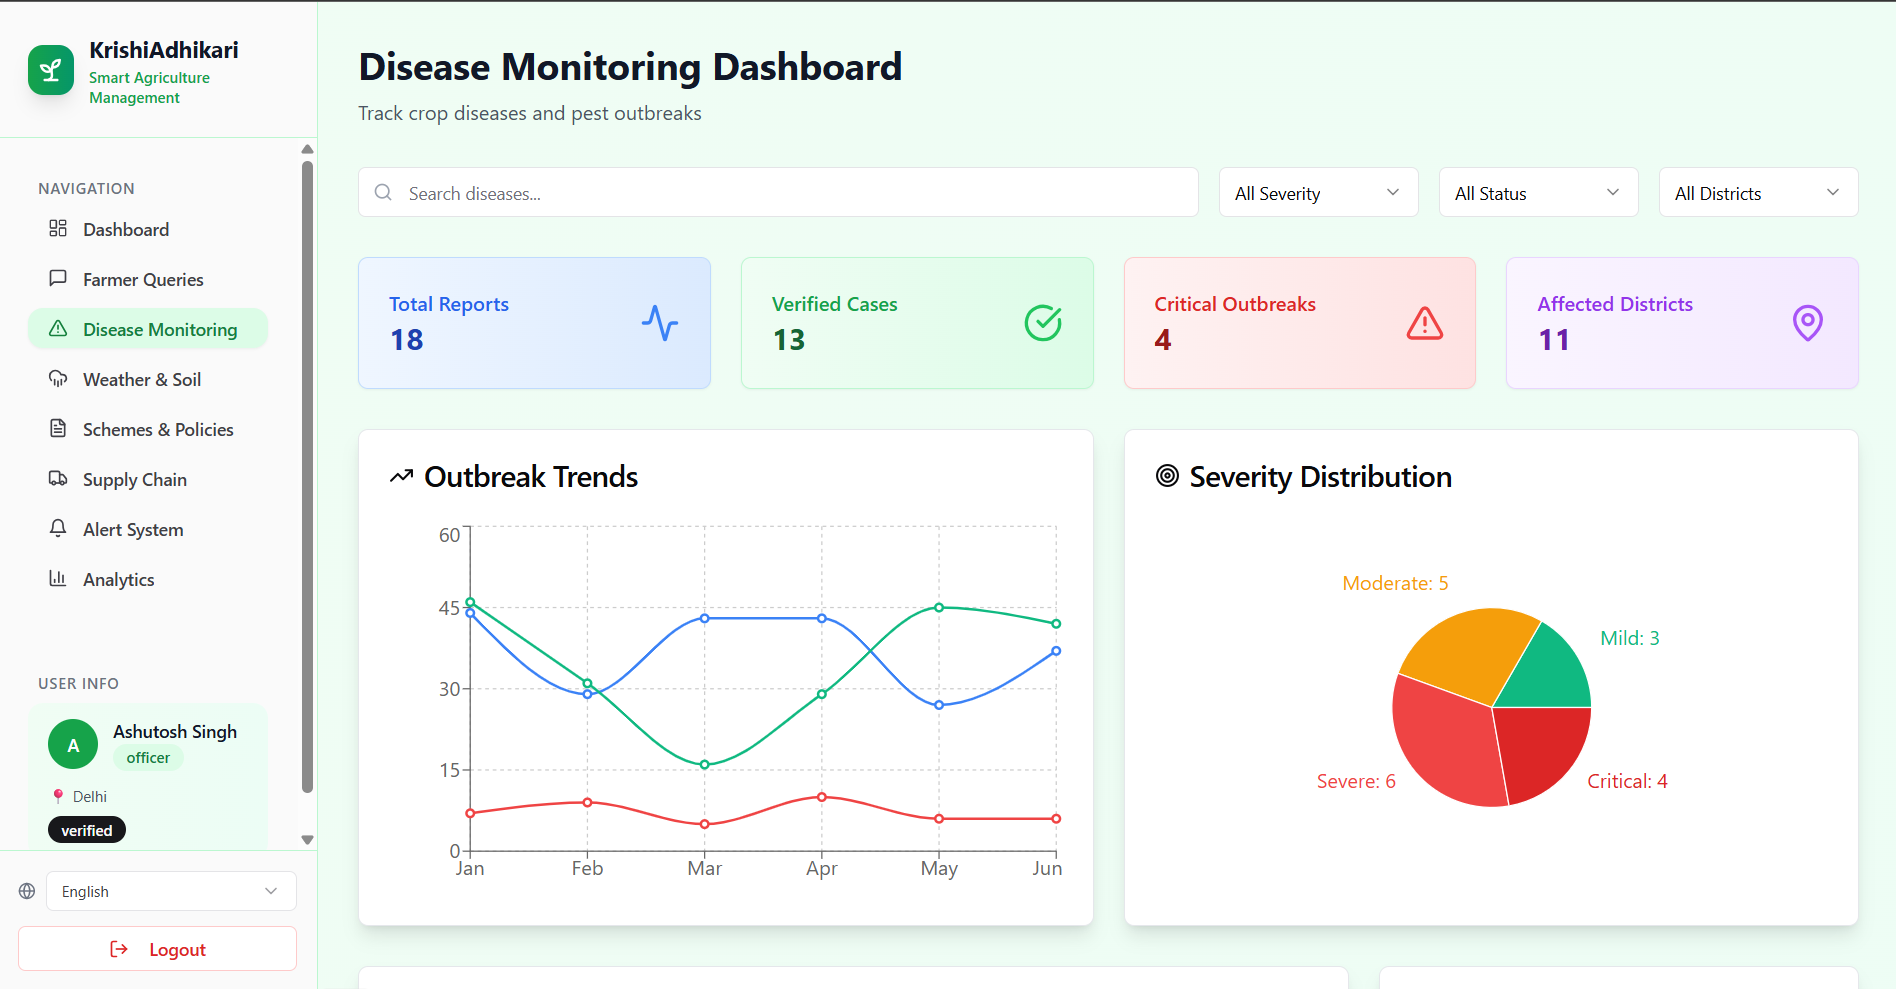 KrishiAdhikari
Smart Agriculture
Management
NAVIGATION
Dashboard
Farmer Queries
Disease Monitoring
Weather & Soil
Schemes & Policies
Supply Chain
Alert System
Analytics
USER INFO
A
Ashutosh Singh
officer
Delhi
verified
English
Logout
Disease Monitoring Dashboard
Track crop diseases and pest outbreaks
Search diseases...
All Severity
All Status
All Districts
Total Reports
18
Verified Cases
13
Critical Outbreaks
4
Affected Districts
11
Outbreak Trends
60
45
30
15
0
Jan Feb Mar Apr May Jun
Severity Distribution
Moderate: 5
Mild: 3
Severe: 6
Critical: 4